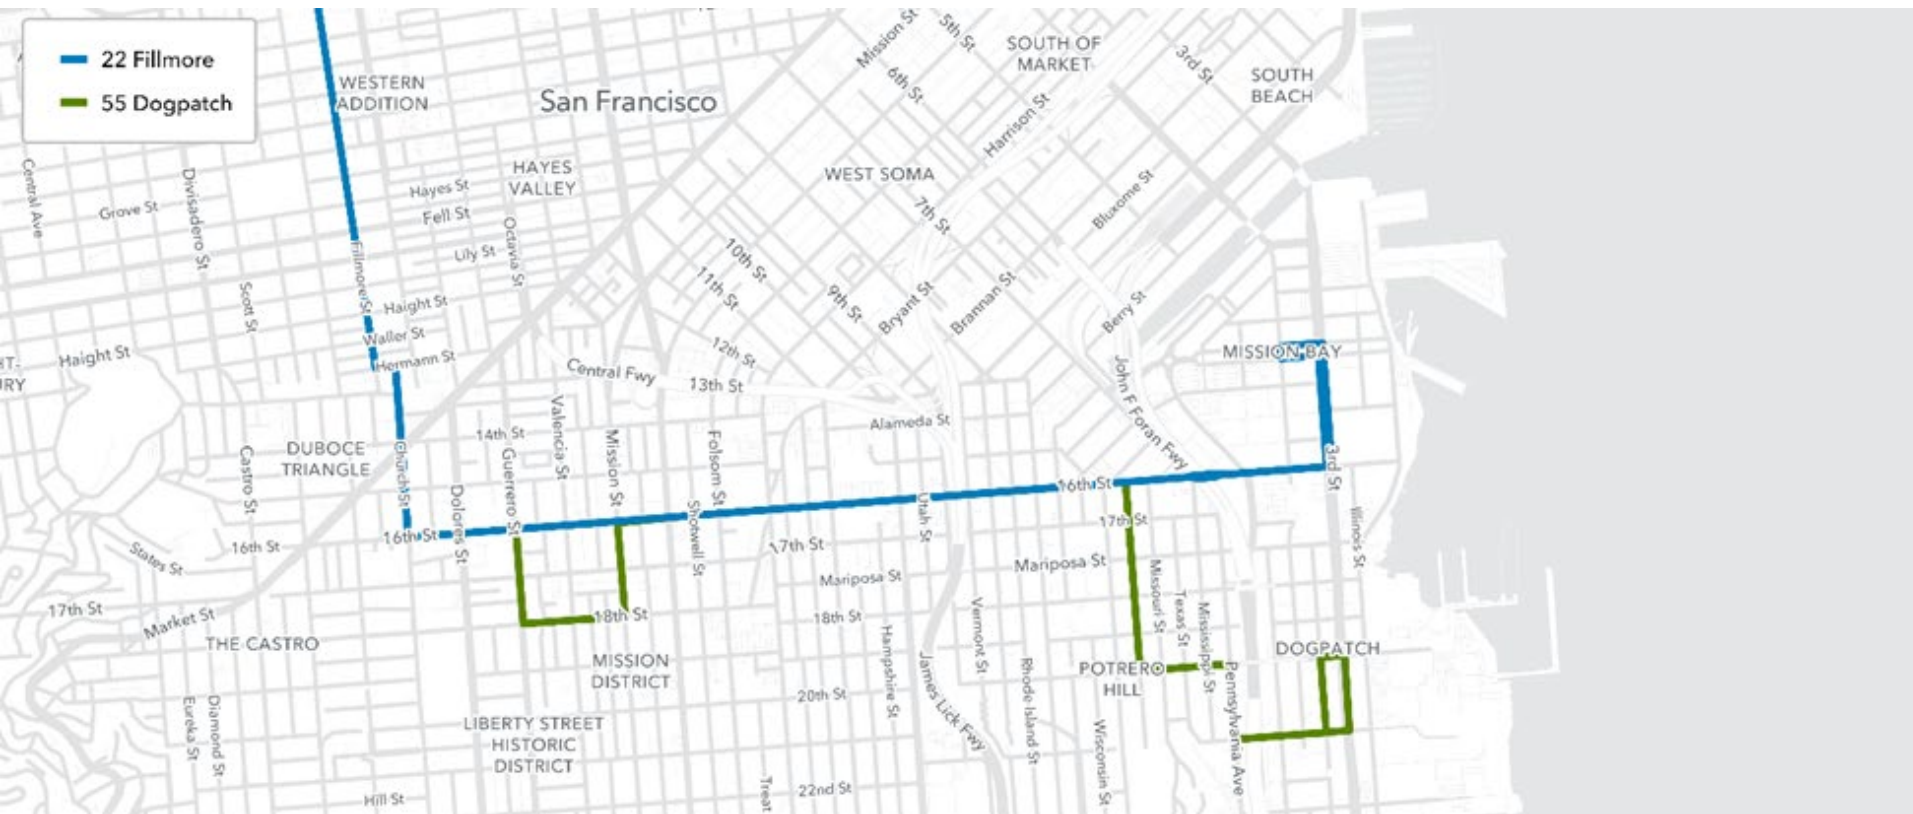 22 Fillmore
55 Dogpatch
Mission St
5th St
SOUTH OF
MARKET
3rd St
SOUTH
BEACH
WESTERN
ADDITION
San Francisco
6th St
Harrison St
Central Ave
Grove St
Divisadero St
Hayes St
Fell St
HAYES
VALLEY
WEST SOMA
7th St
Bluxome St
Lily St
Octavia St
Fillmore St
10th St
11th St
9th St
Bryant St
Brannan St
Berry St
Scott St
Haight St
Waller St
Hermann St
Haight St
URY
Central Fwy
12th St
13th St
MISSION BAY
John F Foran Fwy
Alameda St
Valencia St
Mission St
Folsom St
14th St
Guerrero St
DUBOCE
TRIANGLE
Church St
Castro St
Dolores St
3rd St
16th St
16th St
16th St
17th St
Utah St
Shotwell St
Illinois St
States St
17th St
Mariposa St
Mariposa St
17th St
Market St
18th St
18th St
Missouri St
Texas St
Mississippi St
Vermont St
Hampshire St
THE CASTRO
MISSION
DISTRICT
POTRERO
HILL
DOGPATCH
Pennsylvania Ave
James Lick Fwy
Rhode Island St
Wisconsin St
20th St
Eureka St
Diamond St
LIBERTY STREET
HISTORIC
DISTRICT
Hill St
Treat
22nd St